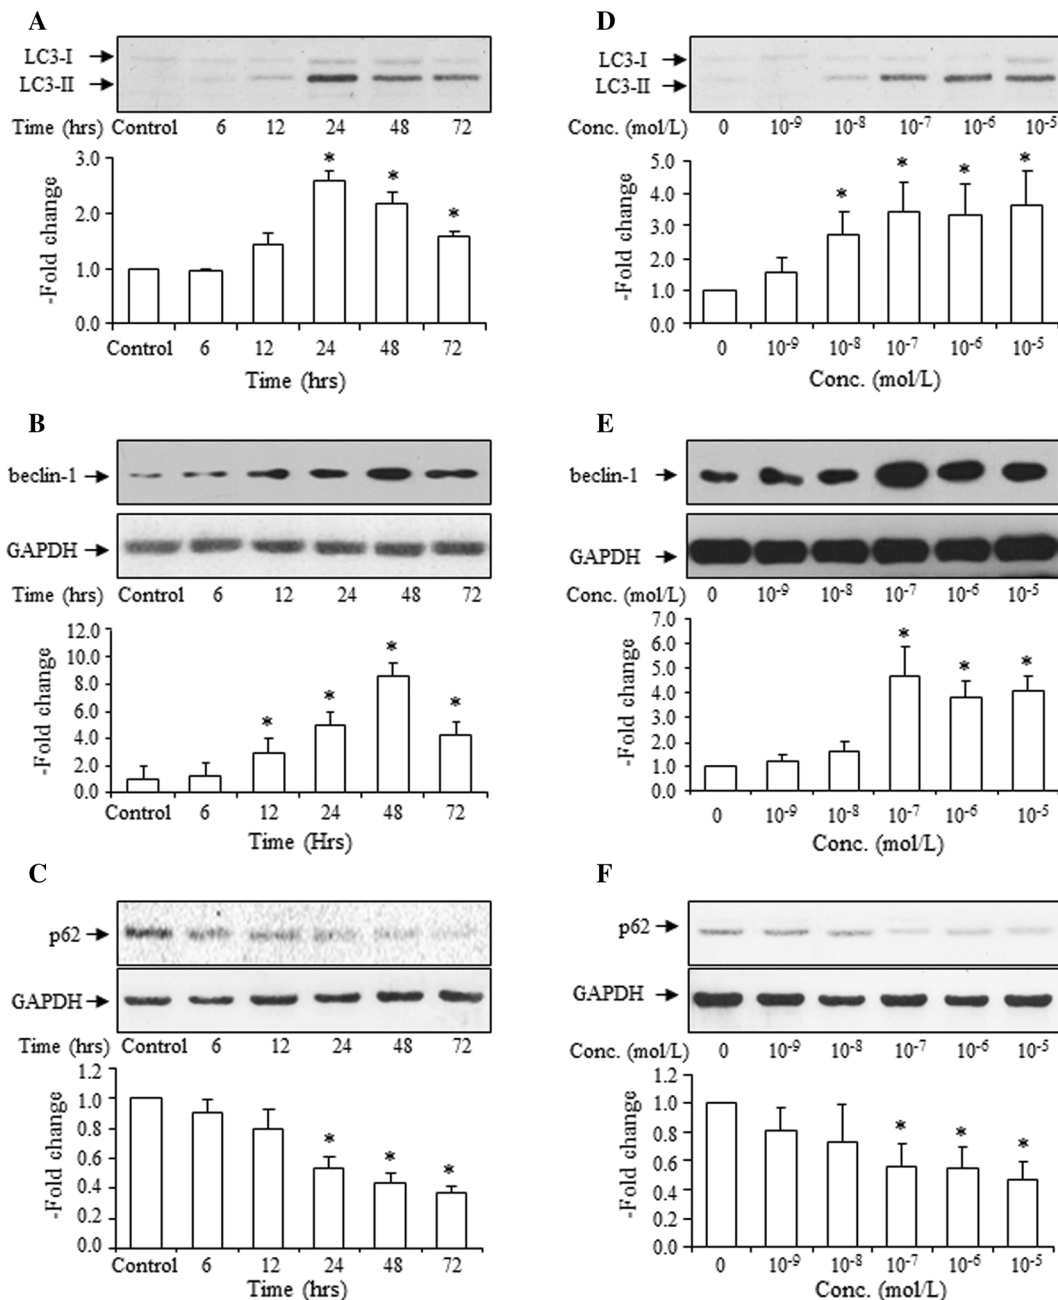 A
LC3-I
LC3-II
Time (hrs) Control 6 12 24 48 72
3.0
2.0
1.0
0.0
-Fold change
* * *
Control 6 12 24 48 72
Time (hrs)
B
beclin-1
GAPDH
Time (hrs) Control 6 12 24 48 72
12.0
10.0
8.0
6.0
4.0
2.0
0.0
-Fold change
* * * *
Control 6 12 24 48 72
Time (Hrs)
C
p62
GAPDH
Time (hrs) Control 6 12 24 48 72
1.2
1.0
0.8
0.6
0.4
0.2
0.0
-Fold change
* * *
Control 6 12 24 48 72
Time (hrs)
D
LC3-I
LC3-II
Conc. (mol/L) 0 10⁻⁹ 10⁻⁸ 10⁻⁷ 10⁻⁶ 10⁻⁵
5.0
4.0
3.0
2.0
1.0
0.0
-Fold change
* * * *
0 10⁻⁹ 10⁻⁸ 10⁻⁷ 10⁻⁶ 10⁻⁵
Conc. (mol/L)
E
beclin-1
GAPDH
Conc. (mol/L) 0 10⁻⁹ 10⁻⁸ 10⁻⁷ 10⁻⁶ 10⁻⁵
7.0
6.0
5.0
4.0
3.0
2.0
1.0
0.0
-Fold change
* * *
0 10⁻⁹ 10⁻⁸ 10⁻⁷ 10⁻⁶ 10⁻⁵
Conc. (mol/L)
F
p62
GAPDH
Conc. (mol/L) 0 10⁻⁹ 10⁻⁸ 10⁻⁷ 10⁻⁶ 10⁻⁵
1.2
1.0
0.8
0.6
0.4
0.2
0.0
-Fold change
* * *
0 10⁻⁹ 10⁻⁸ 10⁻⁷ 10⁻⁶ 10⁻⁵
Conc. (mol/L)